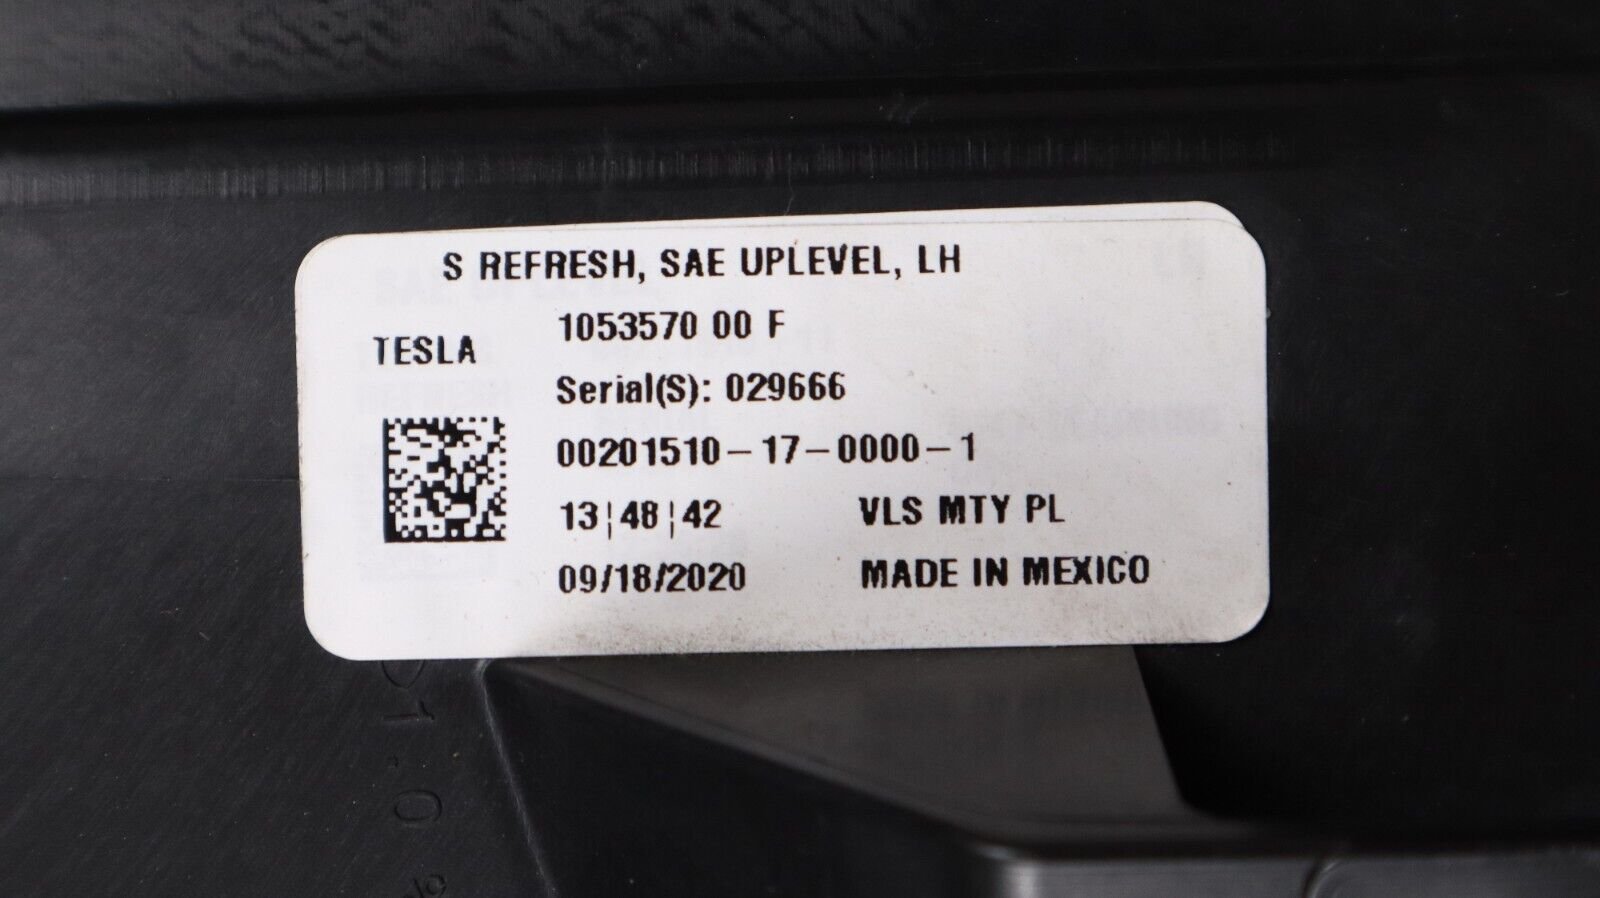 S REFRESH, SAE UPLEVEL, LH
1053570 00 F
TESLA
Serial(S): 029666
00201510-17-0000-1
13¦48¦42 VLS MTY PL
09/18/2020 MADE IN MEXICO